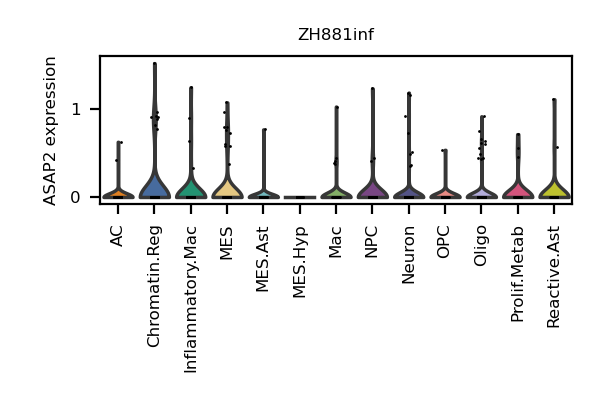 ZH881inf
ASAP2 expression
1
0
AC
Chromatin.Reg
Inflammatory.Mac
MES
MES.Ast
MES.Hyp
Mac
NPC
Neuron
OPC
Oligo
Prolif.Metab
Reactive.Ast